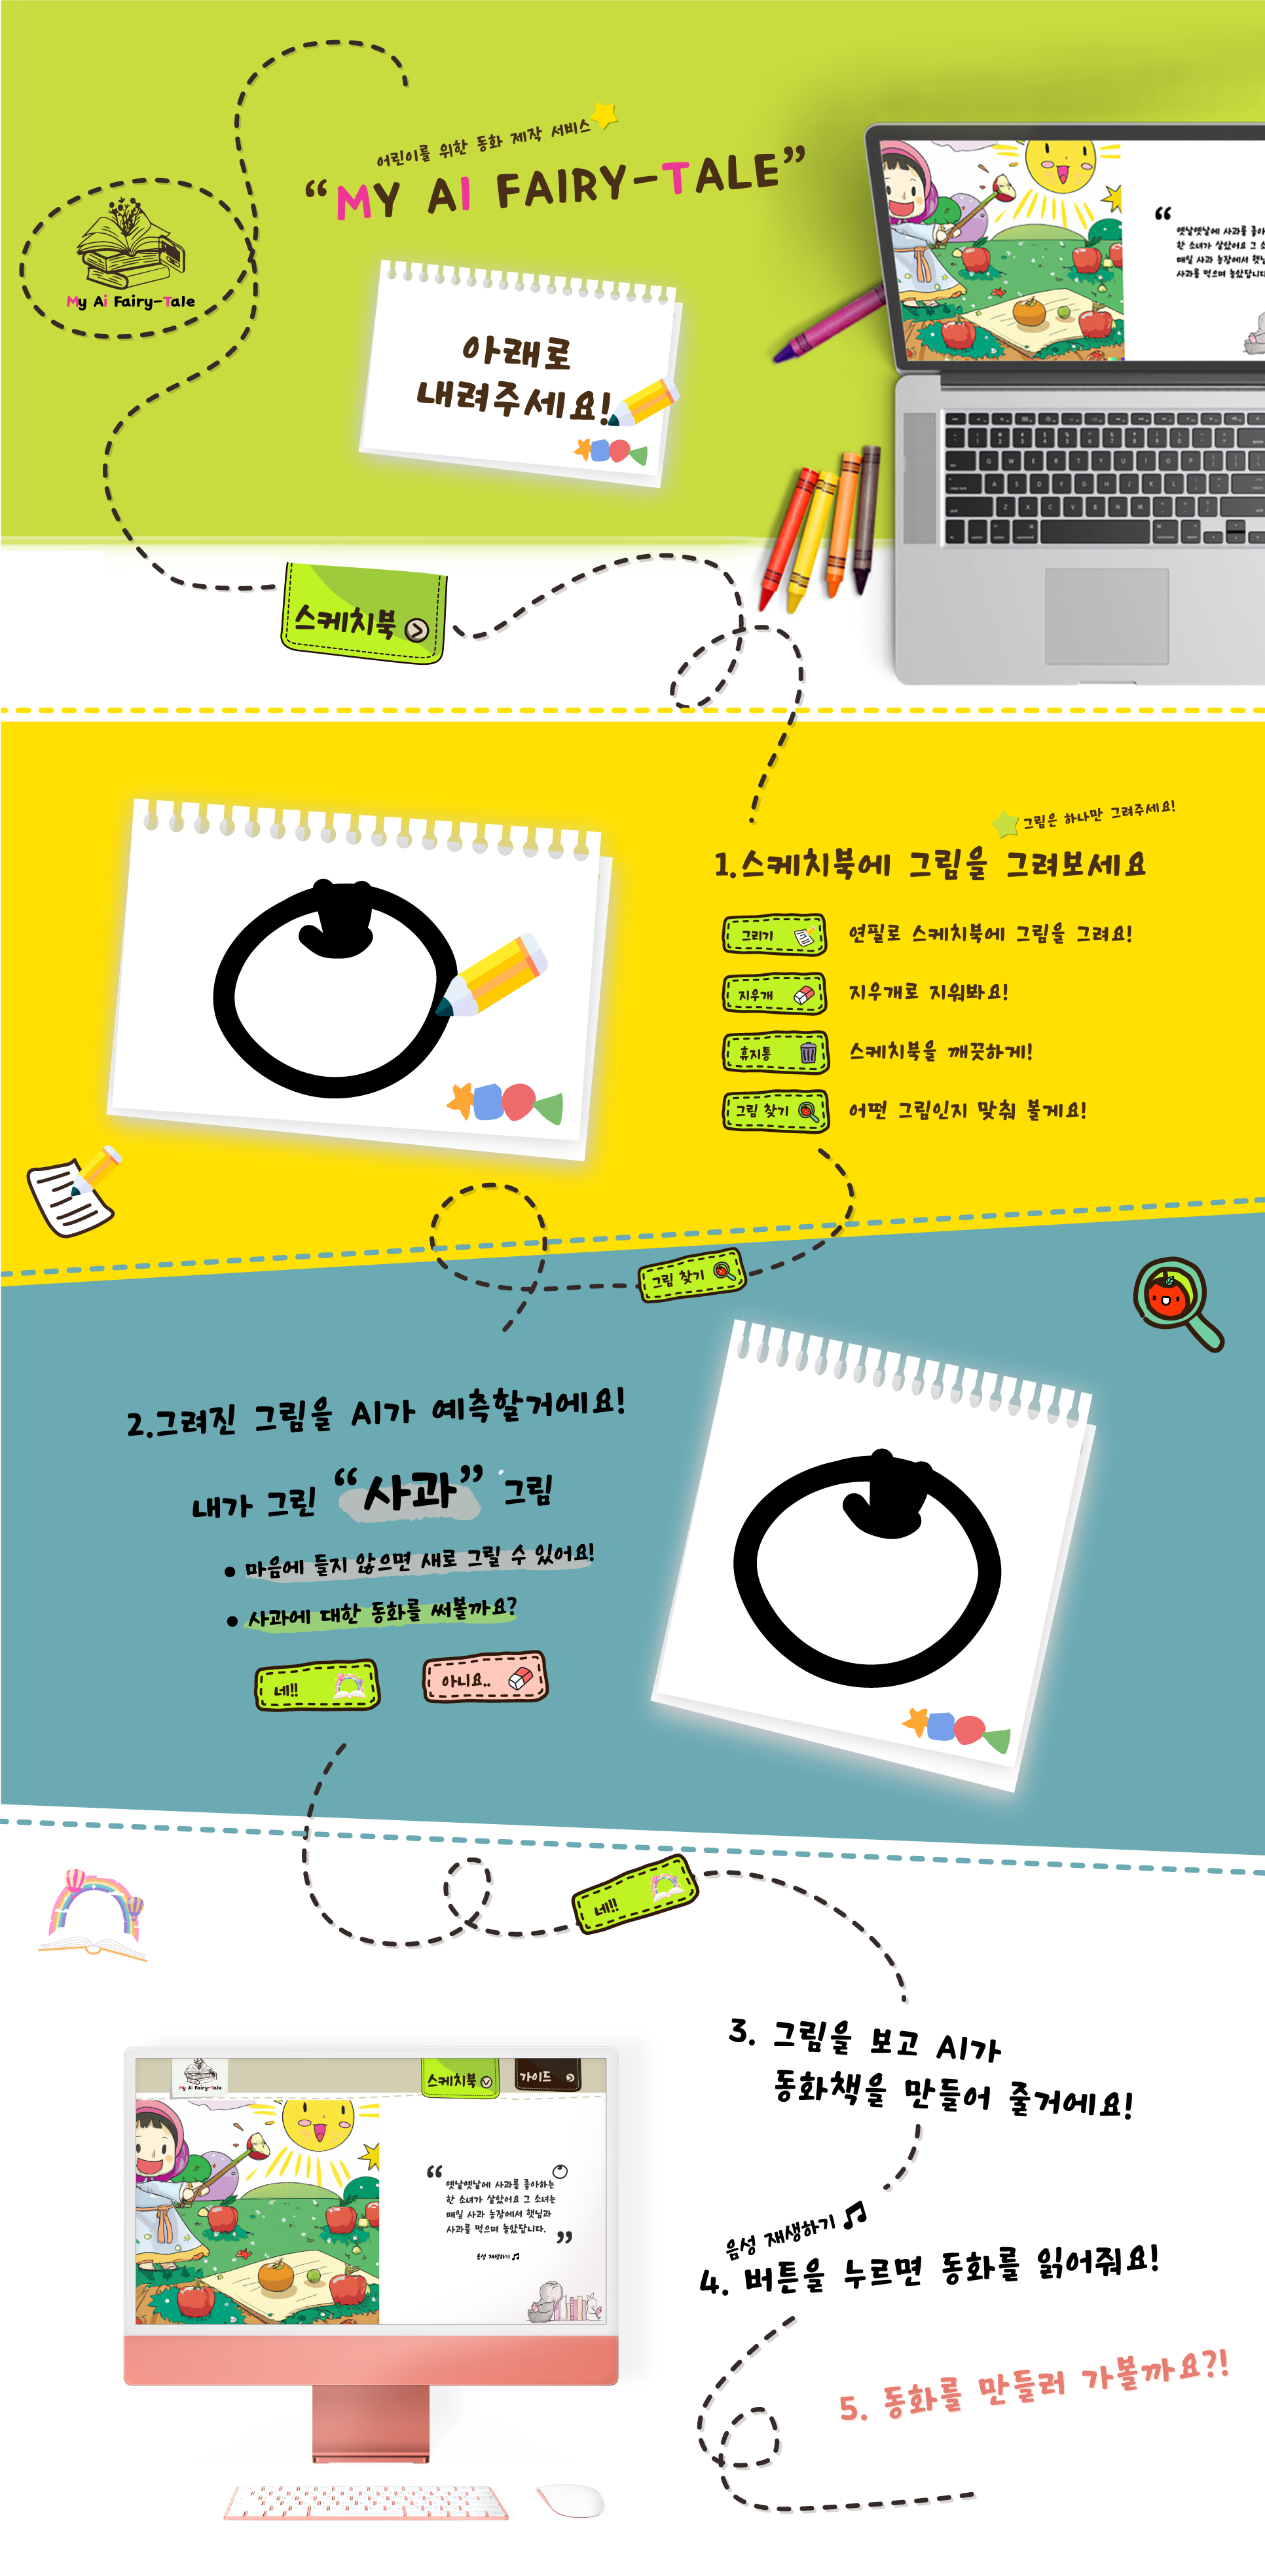 어린이를 위한 동화 제작 서비스
“MY AI FAIRY-TALE”
My Ai Fairy-Tale
아래로
내려주세요!
“
옛날옛날에 사과를 좋아
한 소녀가 살았어요 그 소
매일 사과 농장에서 햇님
사과를 먹으며 놀았답니다
스케치북
그림은 하나만 그려주세요!
1.스케치북에 그림을 그려보세요
그리기 연필로 스케치북에 그림을 그려요!
지우개 지우개로 지워봐요!
휴지통 스케치북을 깨끗하게!
그림 찾기 어떤 그림인지 맞춰 볼게요!
그림 찾기
2.그려진 그림을 AI가 예측할거에요!
내가 그린 “사과” 그림
• 마음에 들지 않으면 새로 그릴 수 있어요!
• 사과에 대한 동화를 써볼까요?
네!! 아니요..
네!!
3. 그림을 보고 AI가
동화책을 만들어 줄거에요!
My Ai Fairy-Tale
스케치북 가이드
“
옛날옛날에 사과를 좋아하는
한 소녀가 살았어요 그 소녀는
매일 사과 농장에서 햇님과
사과를 먹으며 놀았답니다.
”
음성 재생하기
음성 재생하기
4. 버튼을 누르면 동화를 읽어줘요!
5. 동화를 만들러 가볼까요?!